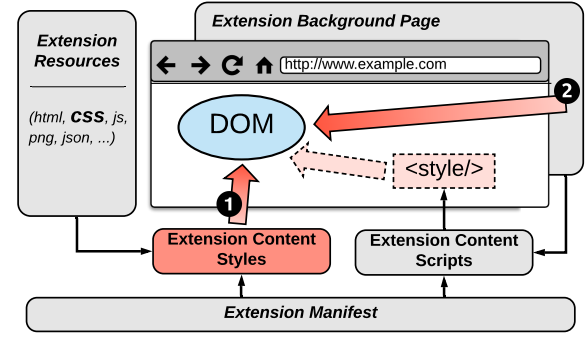 Extension Background Page
Extension
Resources
(html, css, js,
png, json, ...)
http://www.example.com
2
DOM
<style/>
1
Extension Content
Styles
Extension Content
Scripts
Extension Manifest